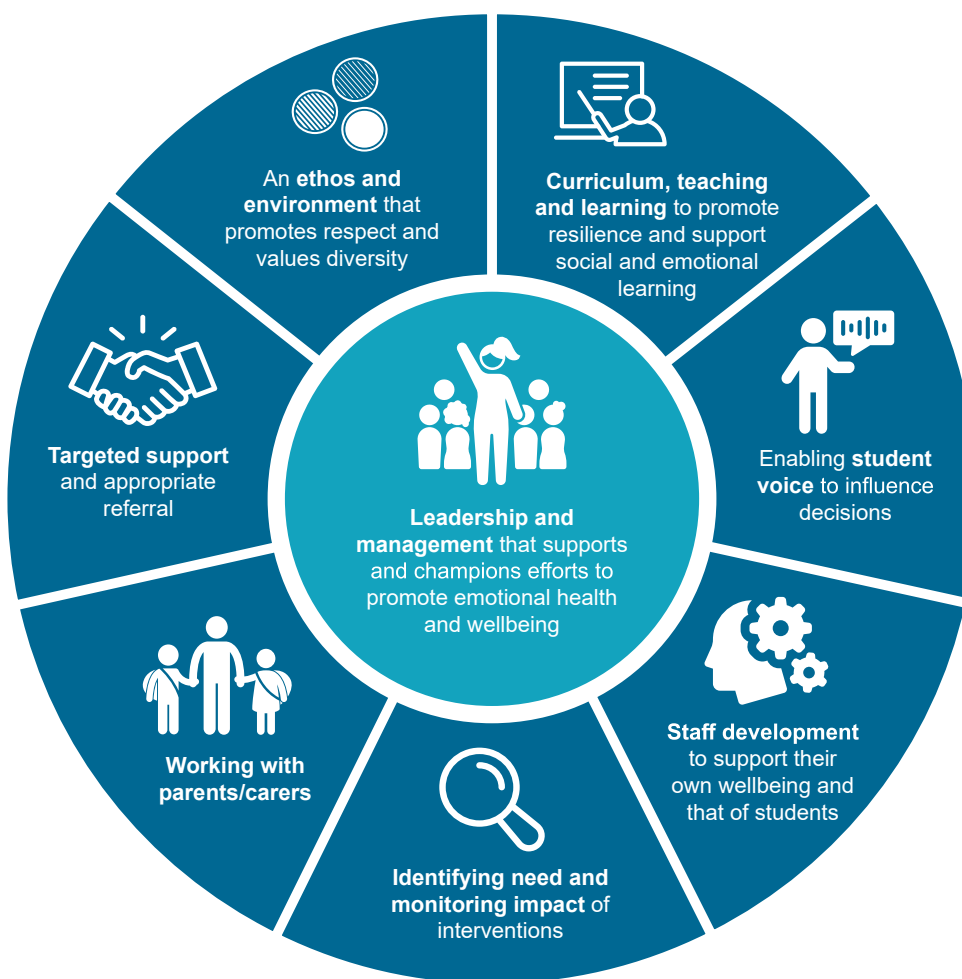 An ethos and
environment that
promotes respect and
values diversity
Curriculum, teaching
and learning to promote
resilience and support
social and emotional
learning
Enabling student
voice to influence
decisions
Staff development
to support their
own wellbeing and
that of students
Identifying need and
monitoring impact of
interventions
Working with
parents/carers
Targeted support
and appropriate
referral
Leadership and
management that supports
and champions efforts to
promote emotional health
and wellbeing